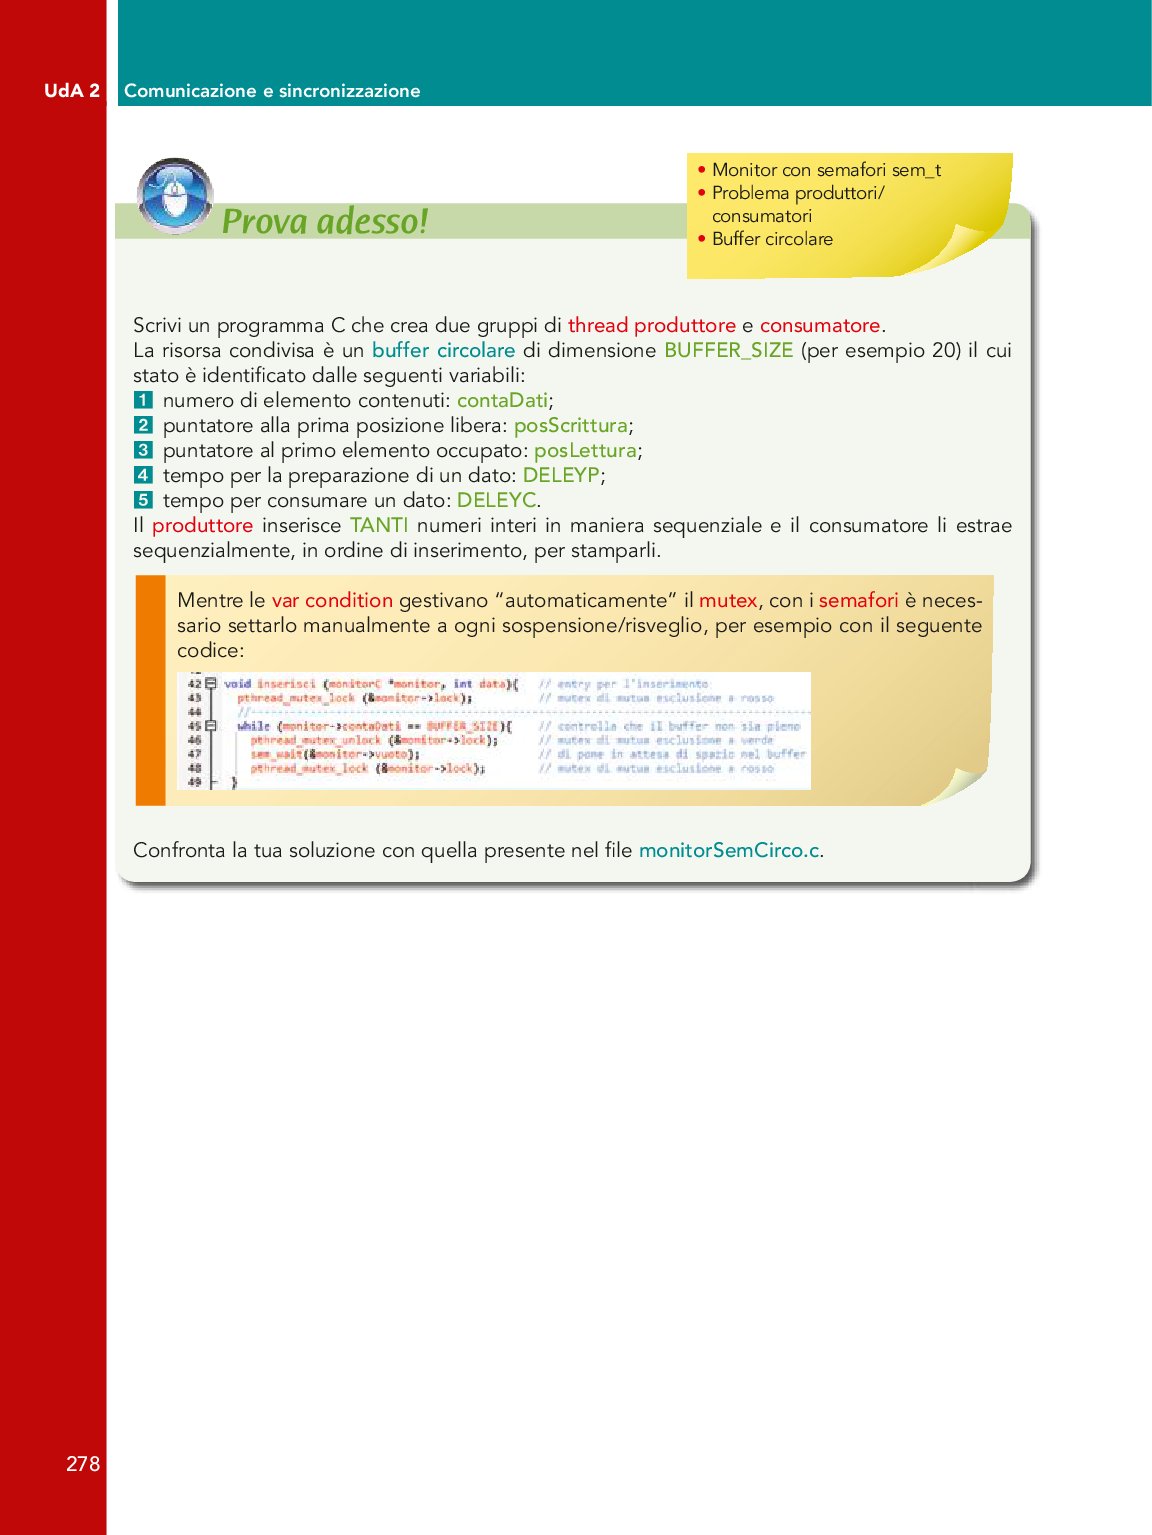 UdA 2 Comunicazione e sincronizzazione
• Monitor con semafori sem_t
• Problema produttori/
consumatori
• Buffer circolare
Prova adesso!
Scrivi un programma C che crea due gruppi di thread produttore e consumatore.
La risorsa condivisa è un buffer circolare di dimensione BUFFER_SIZE (per esempio 20) il cui
stato è identificato dalle seguenti variabili:
1 numero di elemento contenuti: contaDati;
2 puntatore alla prima posizione libera: posScrittura;
3 puntatore al primo elemento occupato: posLettura;
4 tempo per la preparazione di un dato: DELEYP;
5 tempo per consumare un dato: DELEYC.
Il produttore inserisce TANTI numeri interi in maniera sequenziale e il consumatore li estrae
sequenzialmente, in ordine di inserimento, per stamparli.
Mentre le var condition gestivano “automaticamente” il mutex, con i semafori è neces-
sario settarlo manualmente a ogni sospensione/risveglio, per esempio con il seguente
codice:
42 void inserisci (monitorC *monitor, int data){ // entry per l'inserimento
43 pthread_mutex_lock (&monitor->lock); // mutex di mutua esclusione a rosso
44 //
45 while (monitor->contaDati == BUFFER_SIZE){ // controlla che il buffer non sia pieno
46 pthread_mutex_unlock (&monitor->lock); // mutex di mutua esclusione a verde
47 sem_wait(&monitor->vuoto); // di pone in attesa di spazio nel buffer
48 pthread_mutex_lock (&monitor->lock); // mutex di mutua esclusione a rosso
49 }
Confronta la tua soluzione con quella presente nel file monitorSemCirco.c.
278